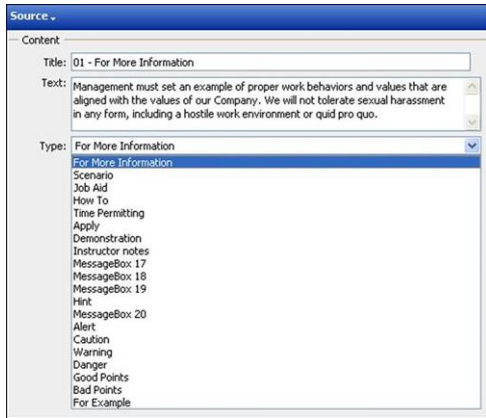 Source
Content
Title: 01 - For More Information
Text: Management must set an example of proper work behaviors and values that are
aligned with the values of our Company. We will not tolerate sexual harassment
in any form, including a hostile work environment or quid pro quo.
Type: For More Information
For More Information
Scenario
Job Aid
How To
Time Permitting
Apply
Demonstration
Instructor notes
MessageBox 17
MessageBox 18
MessageBox 19
Hint
MessageBox 20
Alert
Caution
Warning
Danger
Good Points
Bad Points
For Example